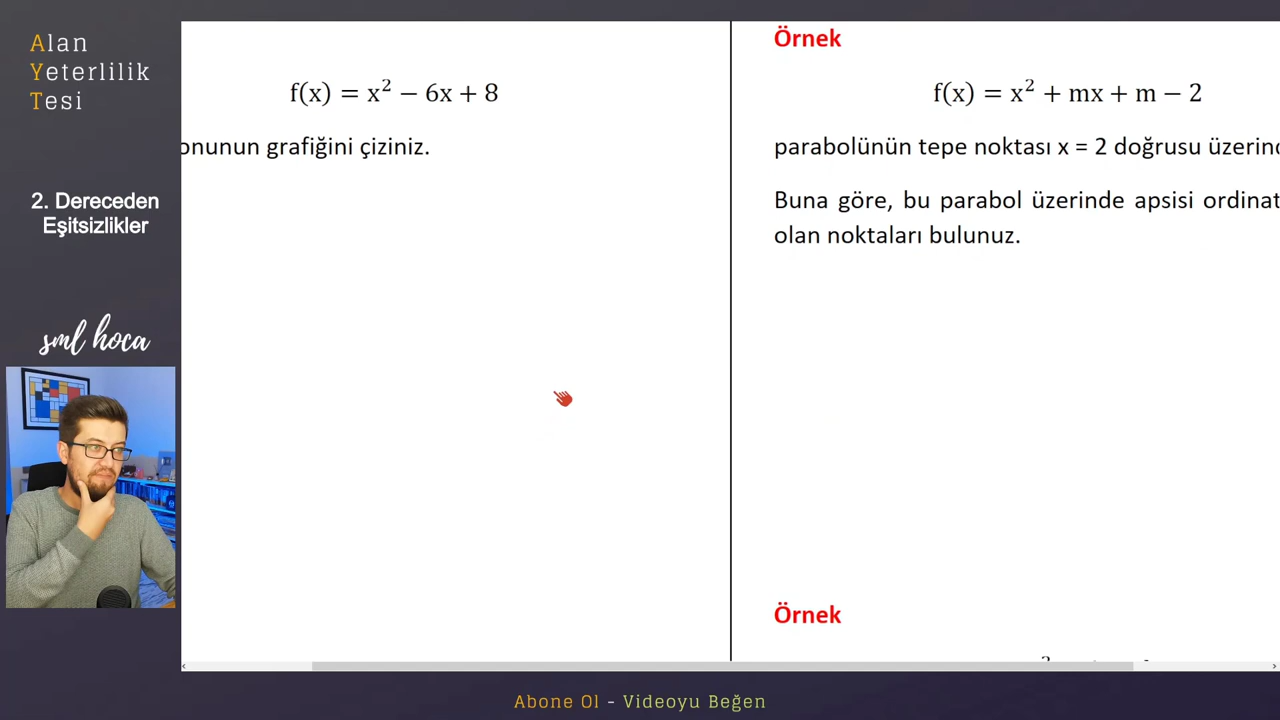 Alan
Yeterlilik
Tesi
2. Dereceden
Eşitsizlikler
sml hoca
f(x) = x² − 6x + 8
onunun grafiğini çiziniz.
Örnek
f(x) = x² + mx + m − 2
parabolünün tepe noktası x = 2 doğrusu üzerind
Buna göre, bu parabol üzerinde apsisi ordinat
olan noktaları bulunuz.
Örnek
Abone Ol - Videoyu Beğen